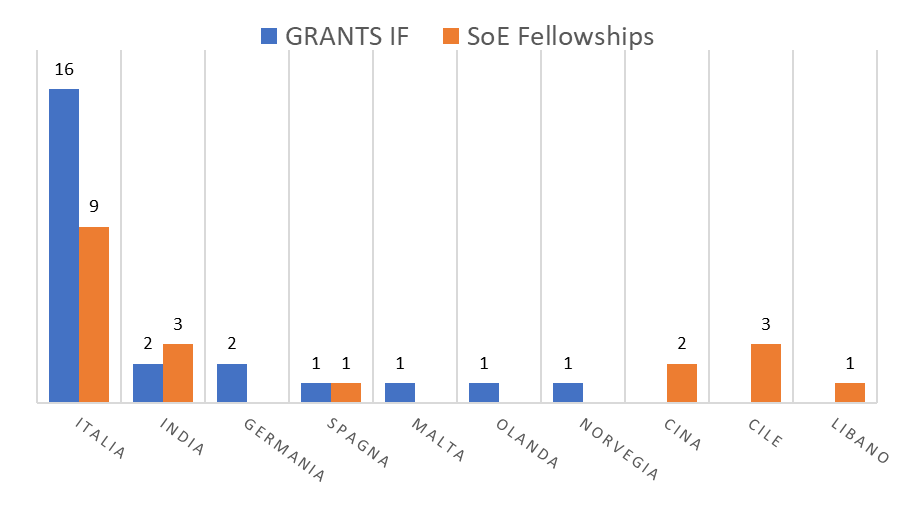 GRANTS IF SoE Fellowships
16
9
2
3
2
1
1
1
1
1
2
3
1
ITALIA
INDIA
GERMANIA
SPAGNA
MALTA
OLANDA
NORVEGIA
CINA
CILE
LIBANO